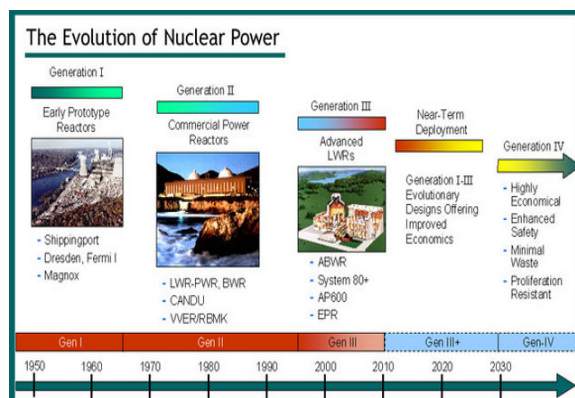 The Evolution of Nuclear Power
Generation I
Early Prototype
Reactors
- Shippingport
- Dresden, Fermi I
- Magnox
Generation II
Commercial Power
Reactors
- LWR-PWR, BWR
- CANDU
- VVER/RBMK
Generation III
Advanced
LWRs
- ABWR
- System 80+
- AP600
- EPR
Near-Term
Deployment
Generation I-III
Evolutionary
Designs Offering
Improved
Economics
Generation IV
- Highly
Economical
- Enhanced
Safety
- Minimal
Waste
- Proliferation
Resistant
Gen I Gen II Gen III Gen III+ Gen-IV
1950 1960 1970 1980 1990 2000 2010 2020 2030